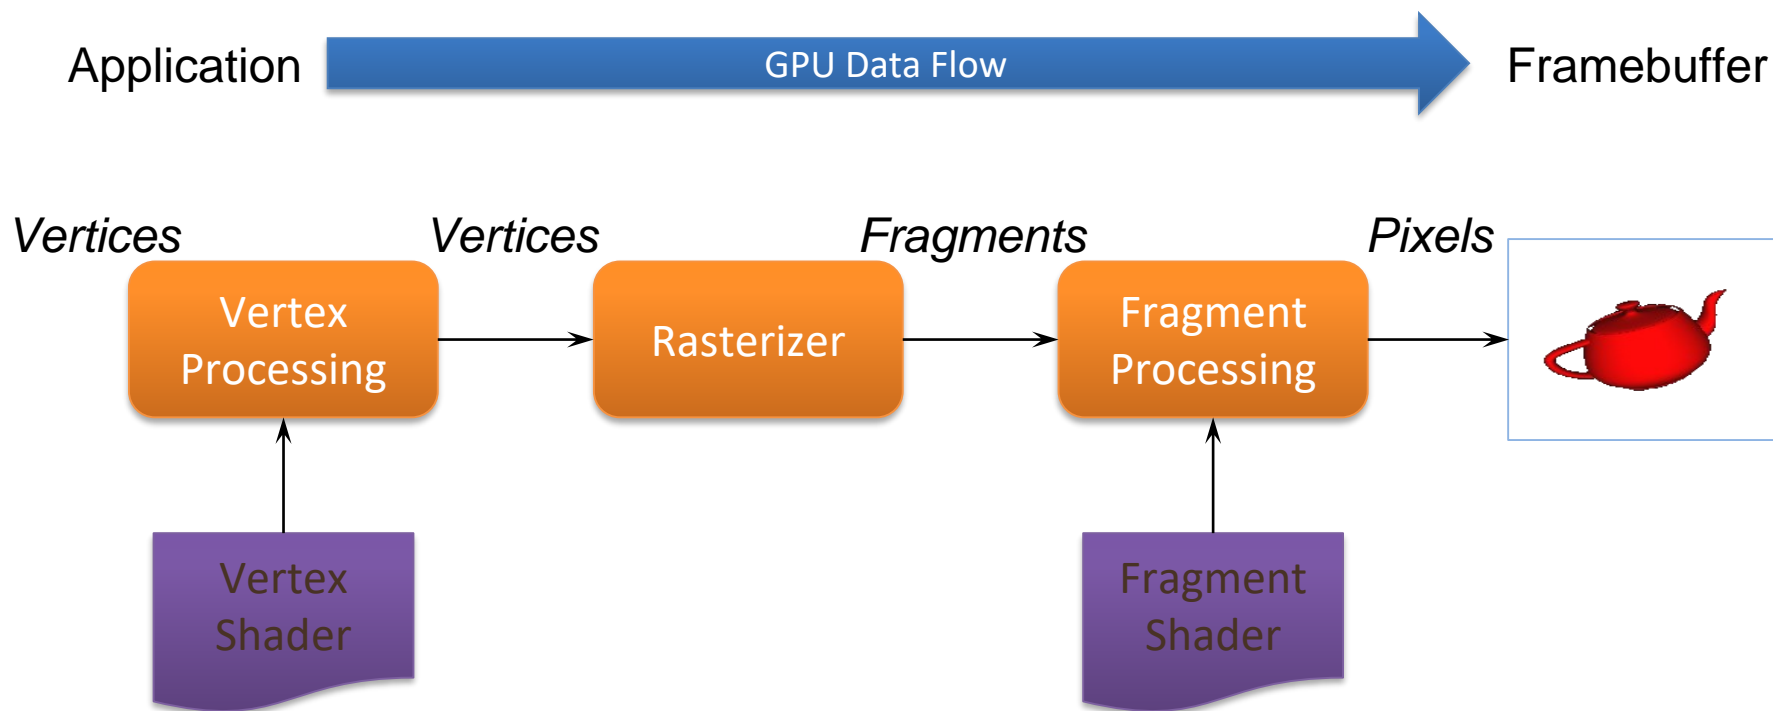 Application
GPU Data Flow
Framebuffer
Vertices
Vertices
Fragments
Pixels
Vertex
Processing
Rasterizer
Fragment
Processing
Vertex
Shader
Fragment
Shader